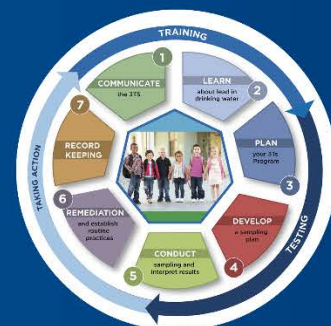 TRAINING
1
COMMUNICATE
the 3TS
2
LEARN
about lead in
drinking water
3
PLAN
your 3Ts
Program
TESTING
4
DEVELOP
a sampling
plan
5
CONDUCT
sampling and
interpret results
TAKING ACTION
6
REMEDIATION
and establish
routine
practices
7
RECORD
KEEPING